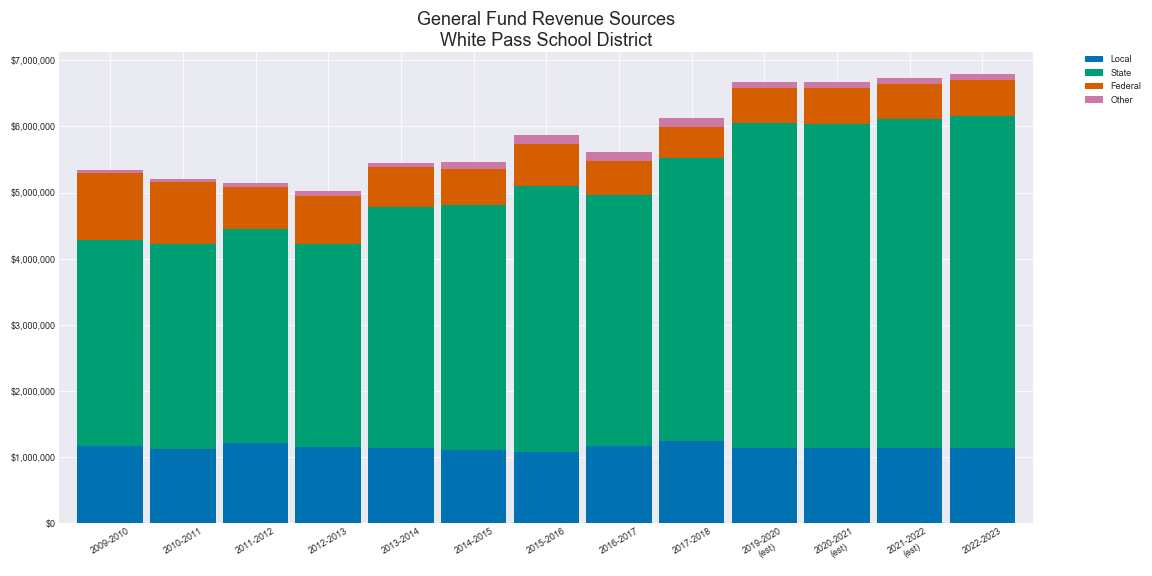 General Fund Revenue Sources
White Pass School District
$7,000,000
$6,000,000
$5,000,000
$4,000,000
$3,000,000
$2,000,000
$1,000,000
$0
2009-2010
2010-2011
2011-2012
2012-2013
2013-2014
2014-2015
2015-2016
2016-2017
2017-2018
2019-2020
(est)
2020-2021
(est)
2021-2022
(est)
2022-2023
Local
State
Federal
Other